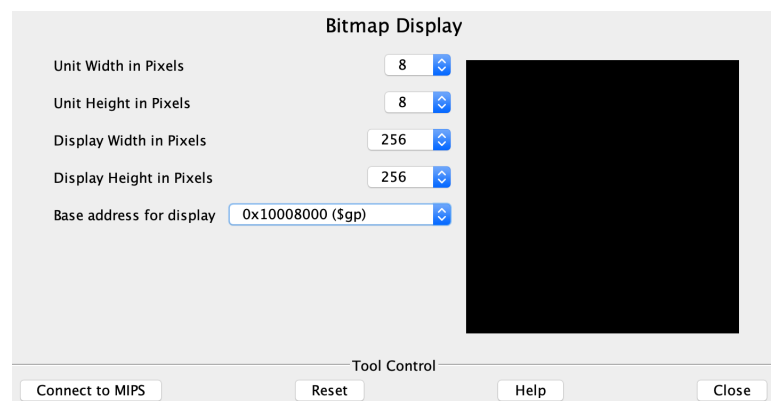 Bitmap Display
Unit Width in Pixels 8
Unit Height in Pixels 8
Display Width in Pixels 256
Display Height in Pixels 256
Base address for display 0x10008000 ($gp)
Tool Control
Connect to MIPS Reset Help Close